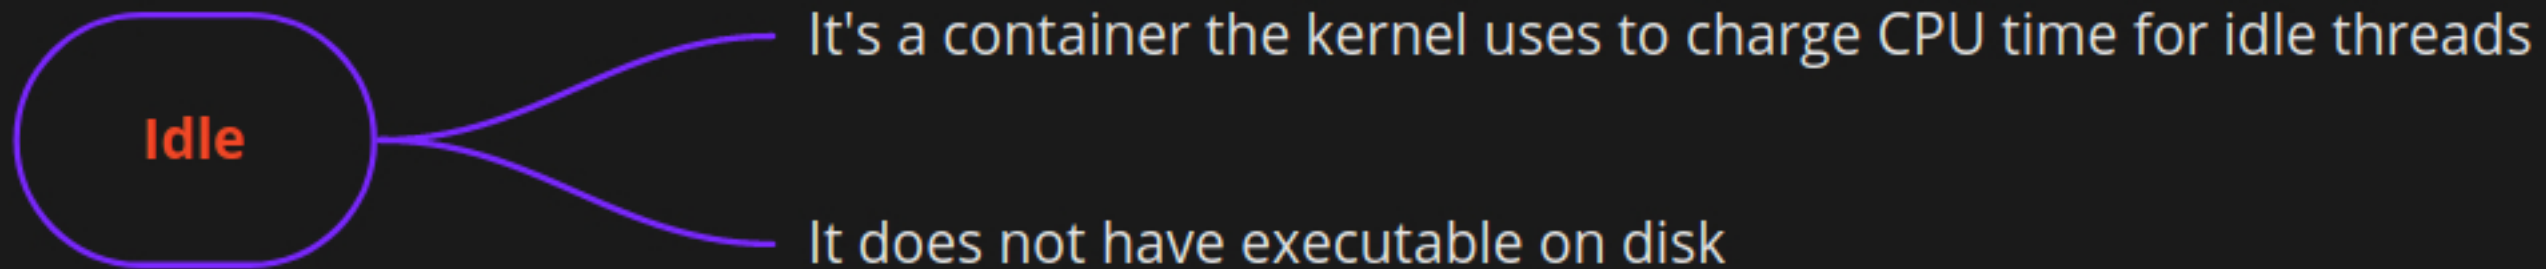 It's a container the kernel uses to charge CPU time for idle threads
Idle
It does not have executable on disk